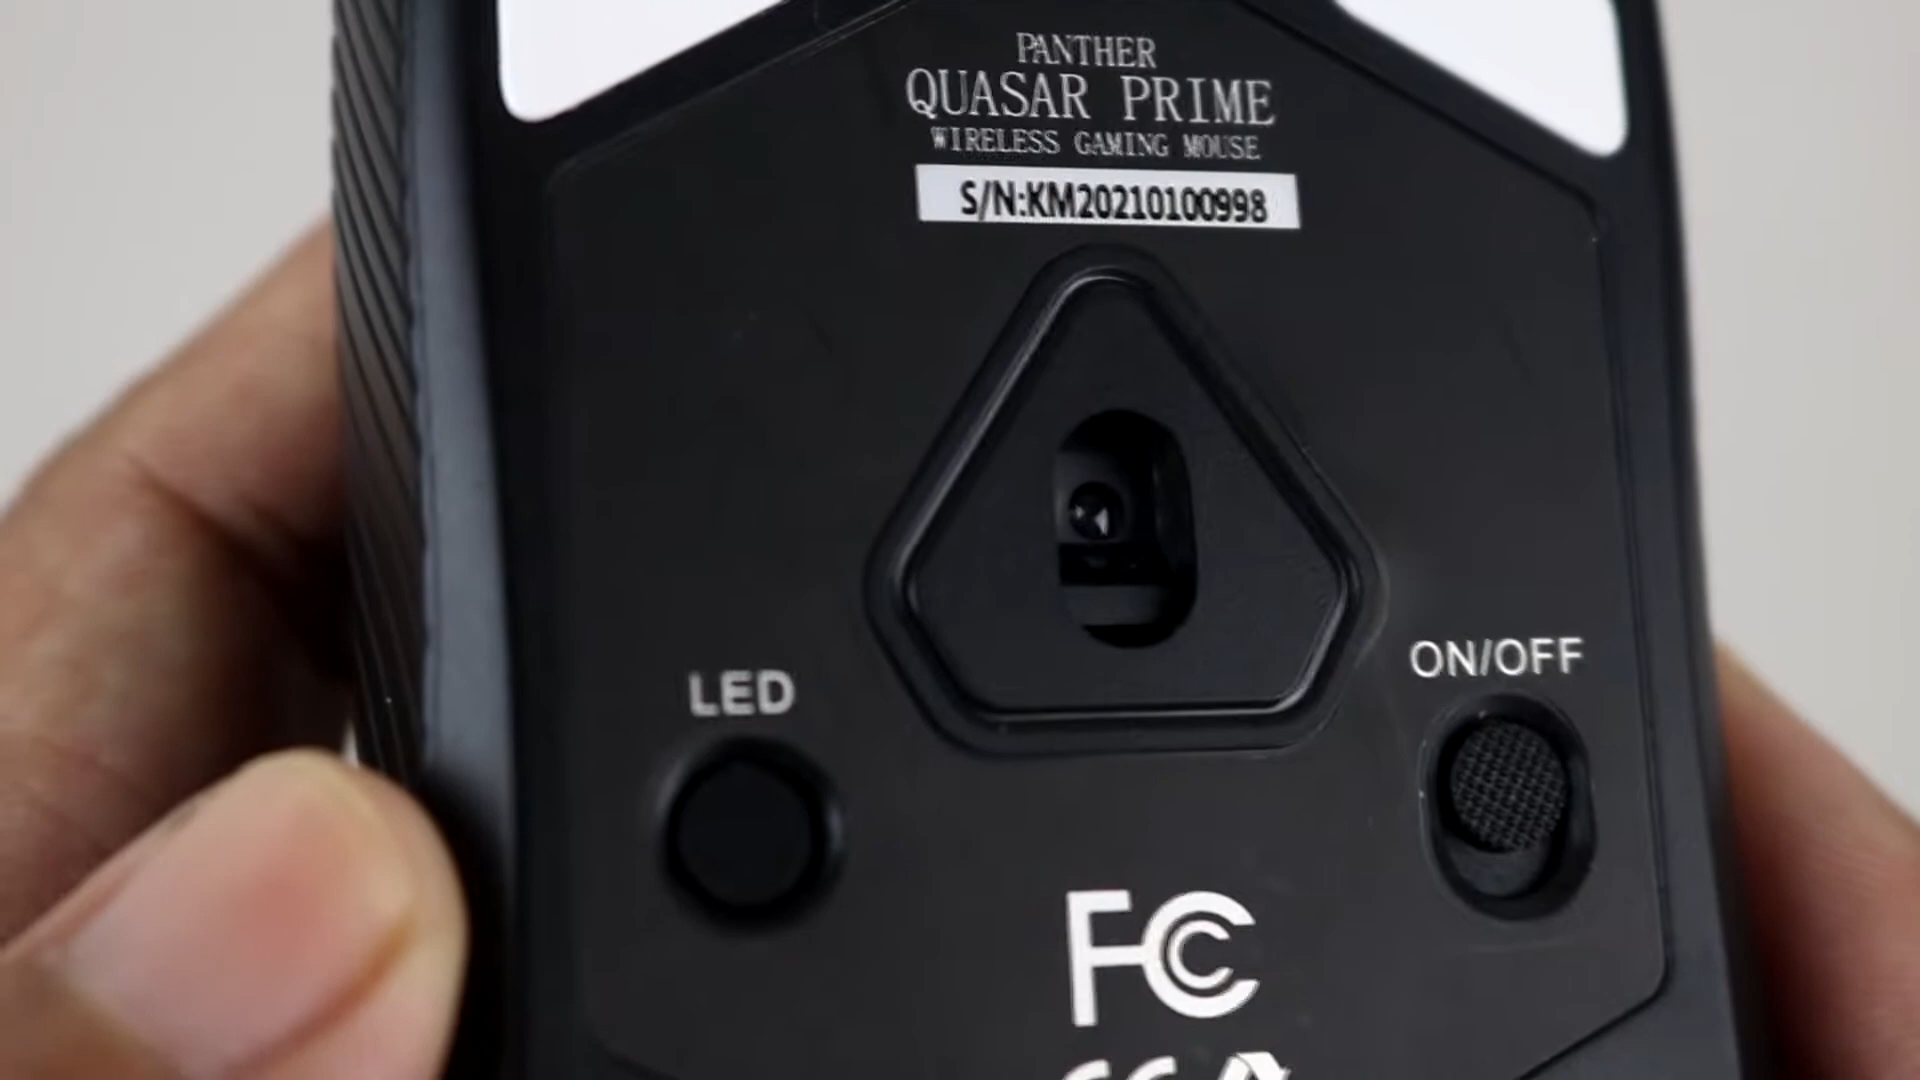 PANTHER
QUASAR PRIME
WIRELESS GAMING MOUSE
S/N:KM20210100998
LED
ON/OFF
FC